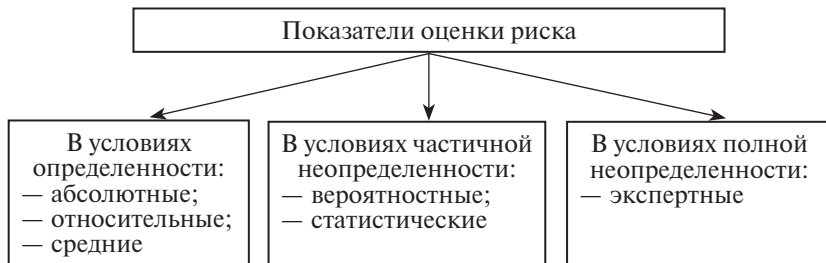 Показатели оценки риска
В условиях
определенности:
— абсолютные;
— относительные;
— средние
В условиях частичной
неопределенности:
— вероятностные;
— статистические
В условиях полной
неопределенности:
— экспертные